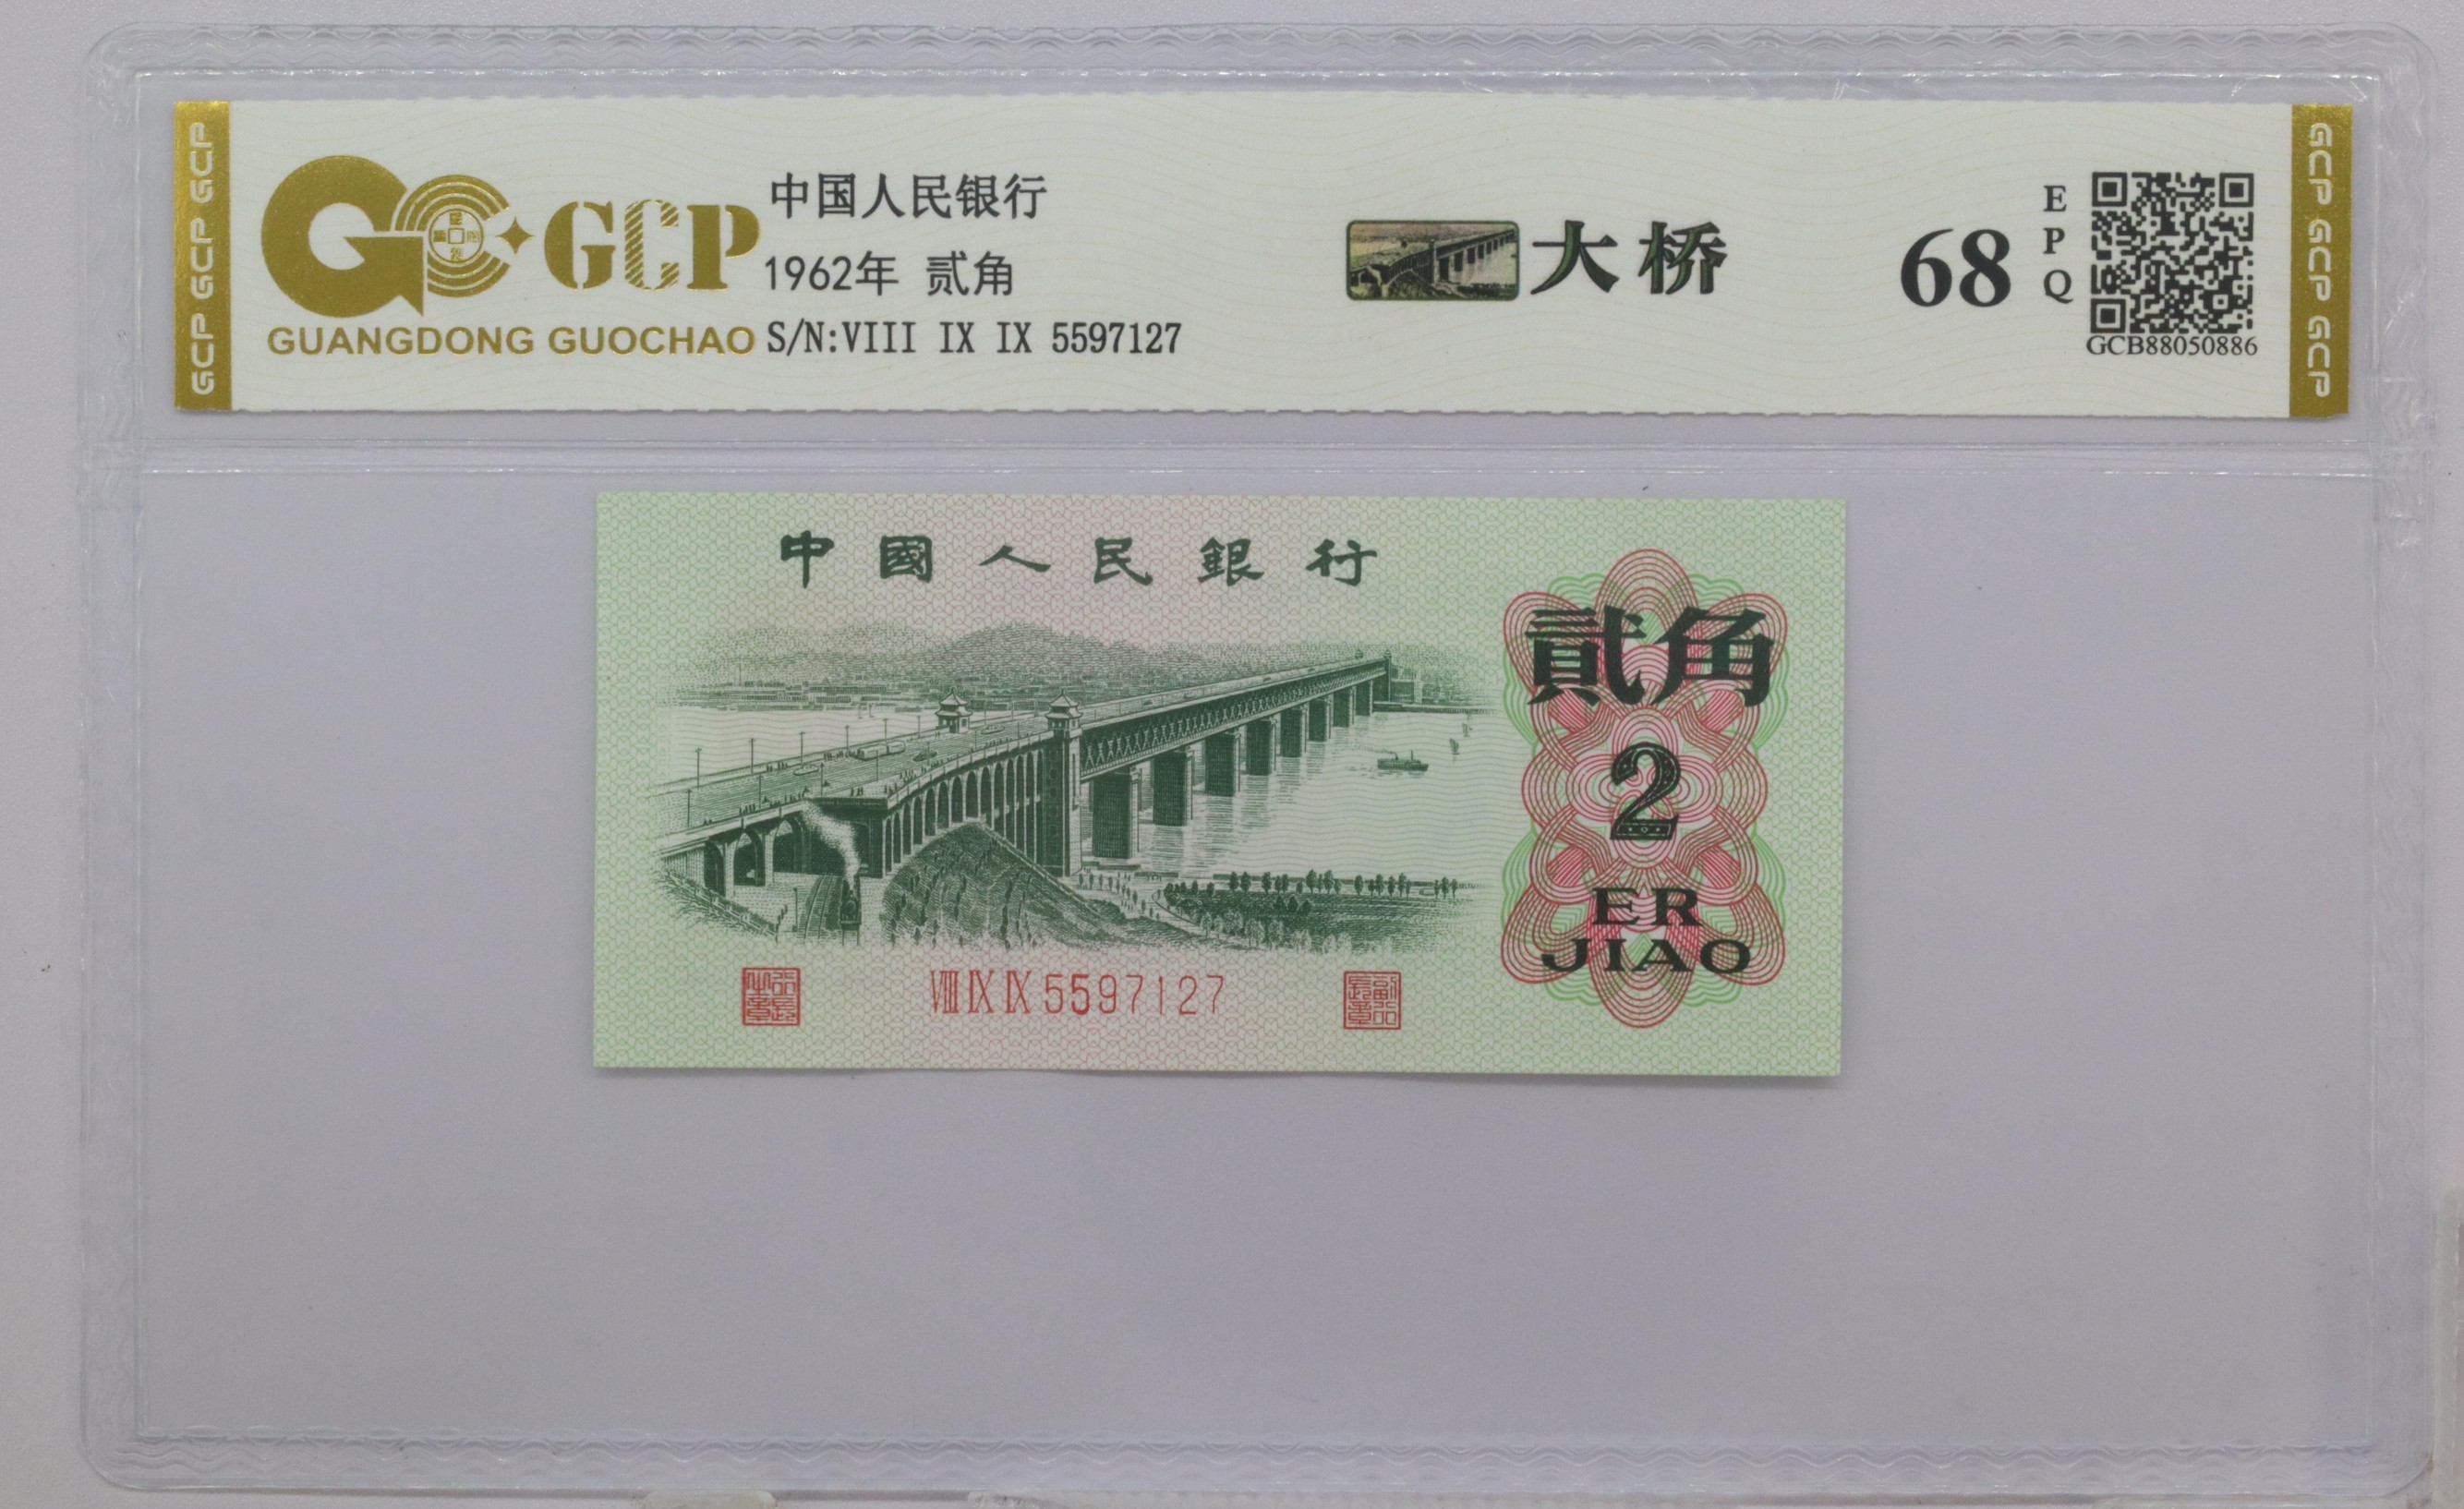 GCP GCP GCP
GCP
GUANGDONG GUOCHAO
中国人民银行
1962年 贰角
S/N:VIII IX IX 5597127
大桥
68
EPQ
GCB88050886
GCP GCP GCP
中國人民銀行
貳角
2
ER
JIAO
VIII IX IX 5597127